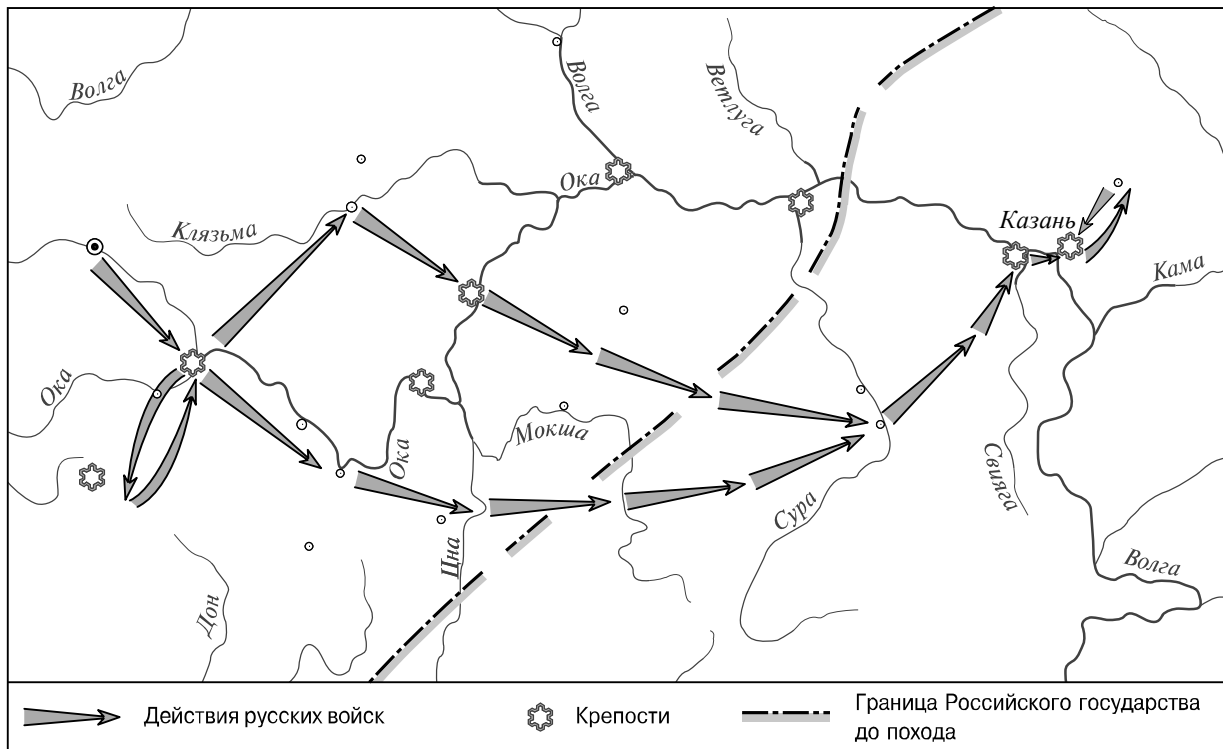 Волга
Волга
Ветлуга
Ока
Клязьма
Казань
Кама
Ока
Ока
Мокша
Сура
Свияга
Цна
Дон
Волга
Действия русских войск
Крепости
Граница Российского государства
до похода